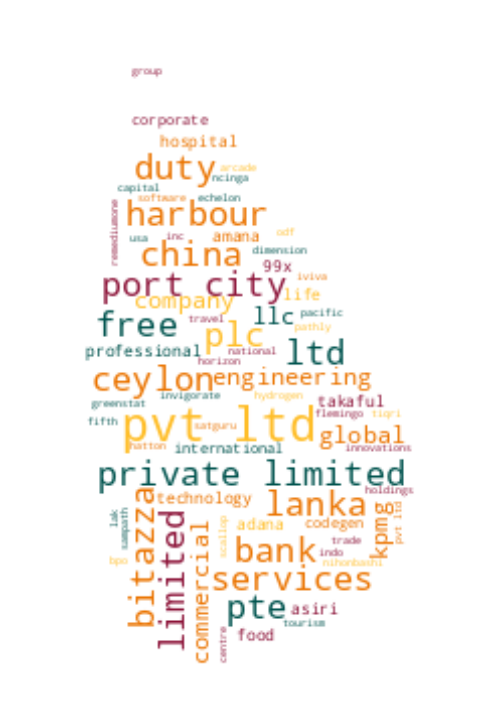 group
corporate
hospital
duty
arcade
ncinga
capital
software echelon
remediumone
harbour
usa inc amana odf
china dimension
99x
port city iviva
company life
free travel plc llc pacific
pathly
professional national ltd
horizon
ceylon engineering
greenstat invigorate hydrogen takaful
fifth pvt ltd flemingo tiqri
satguru global
hatton international innovations
private limited
holdings
bitazza technology lanka kpmg pvt ltd
lak sampath limited commercial scallop adana codegen
bank trade
indo
bpo nihonbashi
services
pte asiri
tourism
centre food